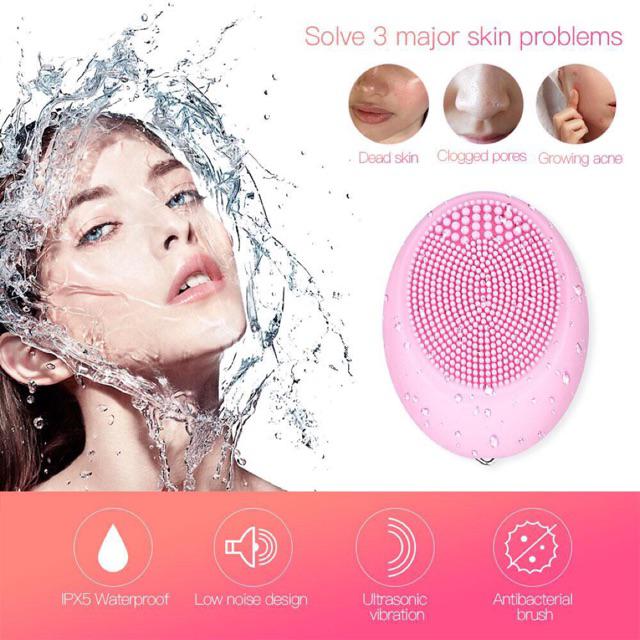 Solve 3 major skin problems
Dead skin
Clogged pores
Growing acne
IPX5 Waterproof
Low noise design
Ultrasonic
vibration
Antibacterial
brush